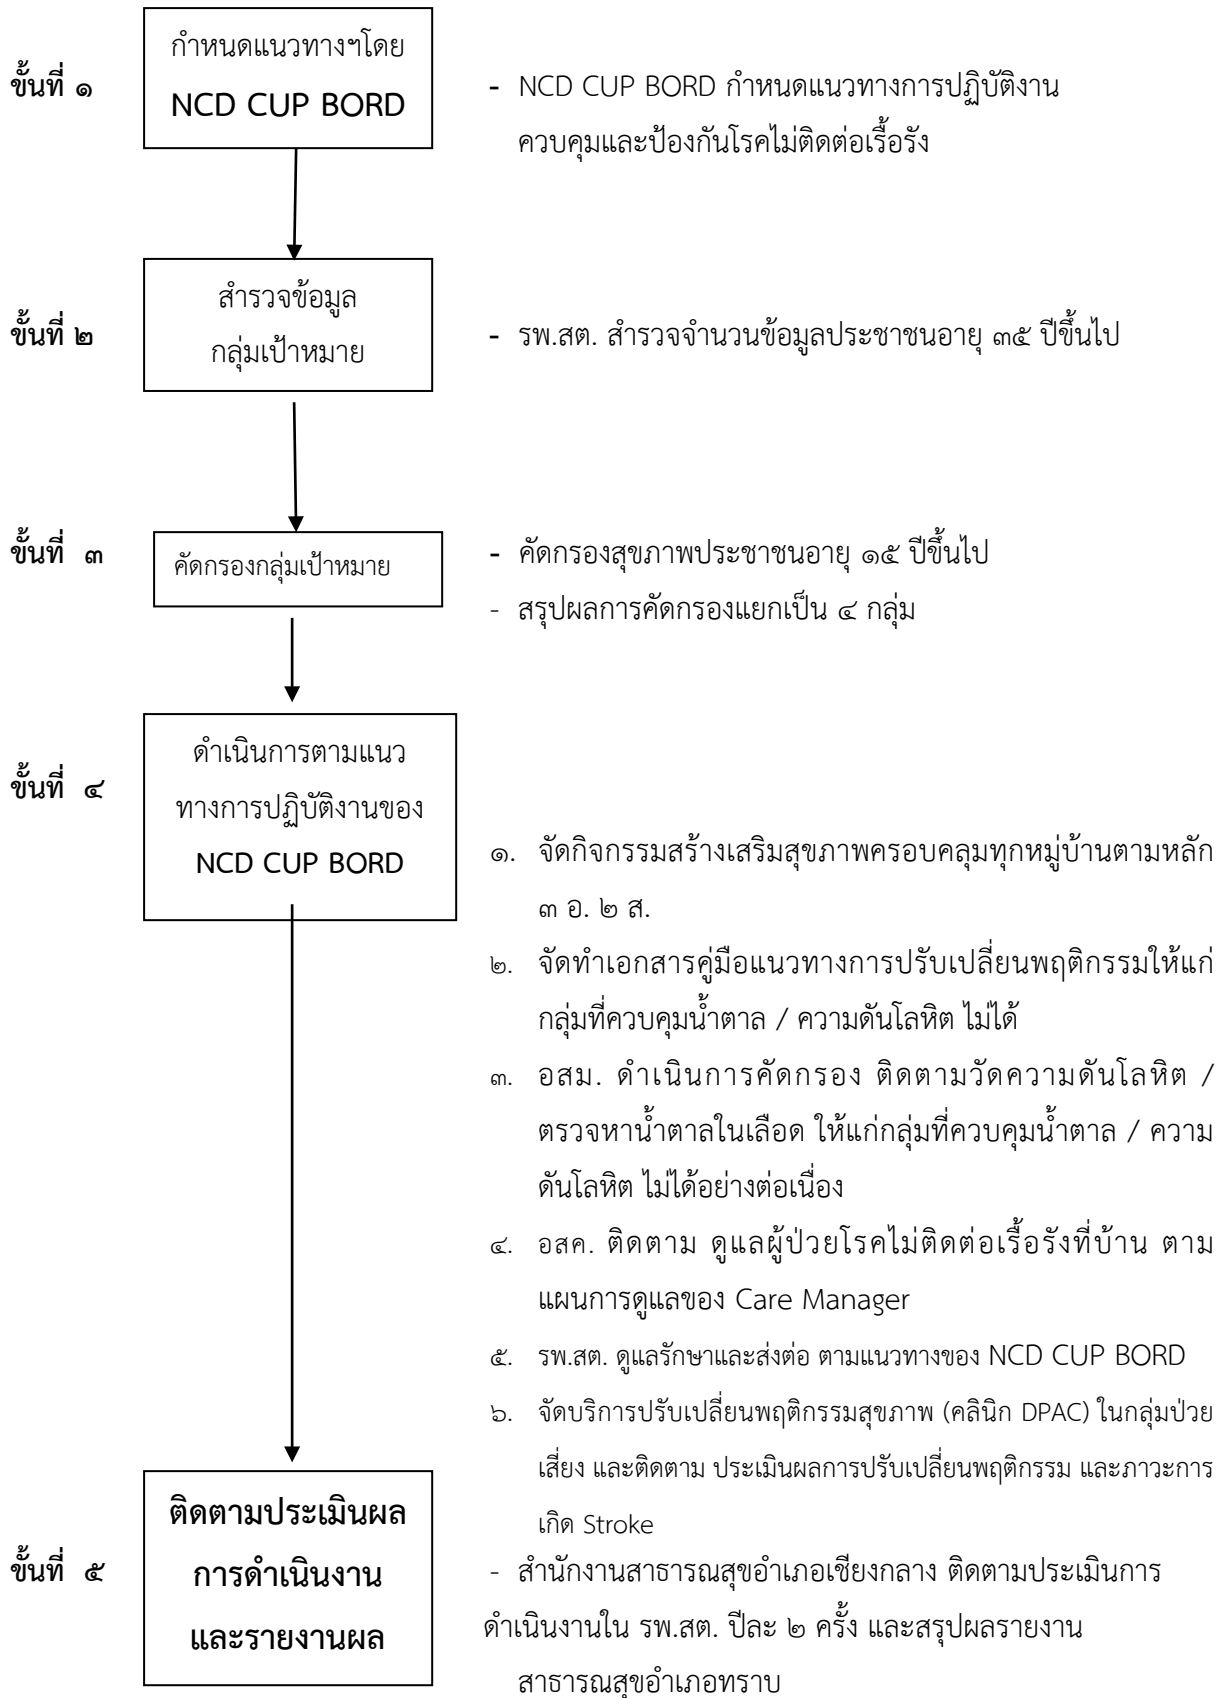 ขั้นที่ ๑
กำหนดแนวทางฯโดย
NCD CUP BORD
- NCD CUP BORD กำหนดแนวทางการปฏิบัติงาน
ควบคุมและป้องกันโรคไม่ติดต่อเรื้อรัง
ขั้นที่ ๒
สำรวจข้อมูล
กลุ่มเป้าหมาย
- รพ.สต. สำรวจจำนวนข้อมูลประชาชนอายุ ๓๕ ปีขึ้นไป
ขั้นที่ ๓
คัดกรองกลุ่มเป้าหมาย
- คัดกรองสุขภาพประชาชนอายุ ๑๕ ปีขึ้นไป
- สรุปผลการคัดกรองแยกเป็น ๔ กลุ่ม
ขั้นที่ ๔
ดำเนินการตามแนว
ทางการปฏิบัติงานของ
NCD CUP BORD
๑. จัดกิจกรรมสร้างเสริมสุขภาพครอบคลุมทุกหมู่บ้านตามหลัก
๓ อ. ๒ ส.
๒. จัดทำเอกสารคู่มือแนวทางการปรับเปลี่ยนพฤติกรรมให้แก่
กลุ่มที่ควบคุมน้ำตาล / ความดันโลหิต ไม่ได้
๓. อสม. ดำเนินการคัดกรอง ติดตามวัดความดันโลหิต /
ตรวจหาน้ำตาลในเลือด ให้แก่กลุ่มที่ควบคุมน้ำตาล / ความ
ดันโลหิต ไม่ได้อย่างต่อเนื่อง
๔. อสค. ติดตาม ดูแลผู้ป่วยโรคไม่ติดต่อเรื้อรังที่บ้าน ตาม
แผนการดูแลของ Care Manager
๕. รพ.สต. ดูแลรักษาและส่งต่อ ตามแนวทางของ NCD CUP BORD
๖. จัดบริการปรับเปลี่ยนพฤติกรรมสุขภาพ (คลินิก DPAC) ในกลุ่มป่วย
เสี่ยง และติดตาม ประเมินผลการปรับเปลี่ยนพฤติกรรม และภาวะการ
เกิด Stroke
ขั้นที่ ๕
ติดตามประเมินผล
การดำเนินงาน
และรายงานผล
- สำนักงานสาธารณสุขอำเภอเชียงกลาง ติดตามประเมินการ
ดำเนินงานใน รพ.สต. ปีละ ๒ ครั้ง และสรุปผลรายงาน
สาธารณสุขอำเภอทราบ